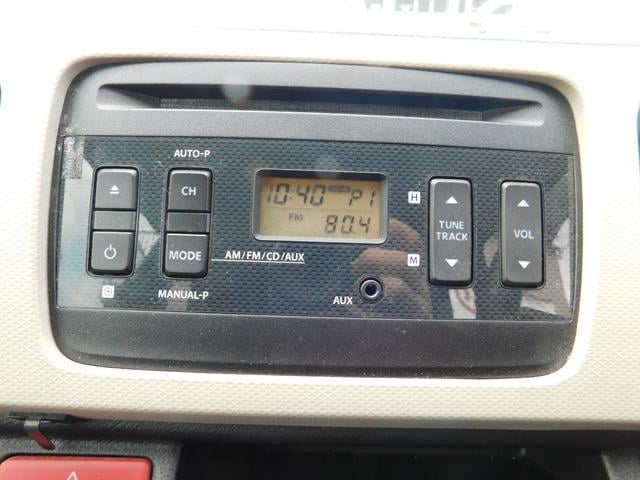 AUTO-P
CH
MODE
MANUAL-P
10:40 P1
FM 80.4
AM/FM/CD/AUX
AUX
H
M
TUNE
TRACK
VOL